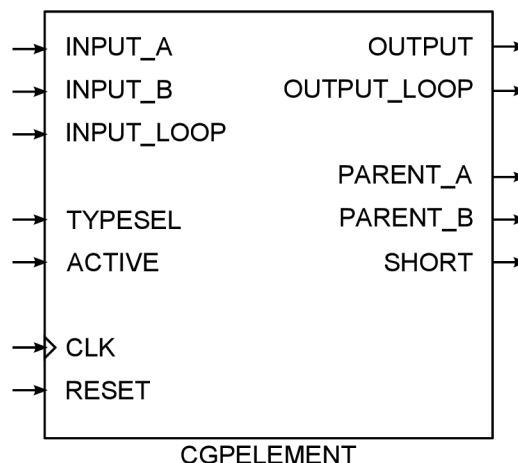 INPUT_A
INPUT_B
INPUT_LOOP
TYPESEL
ACTIVE
CLK
RESET
OUTPUT
OUTPUT_LOOP
PARENT_A
PARENT_B
SHORT
CGPELEMENT